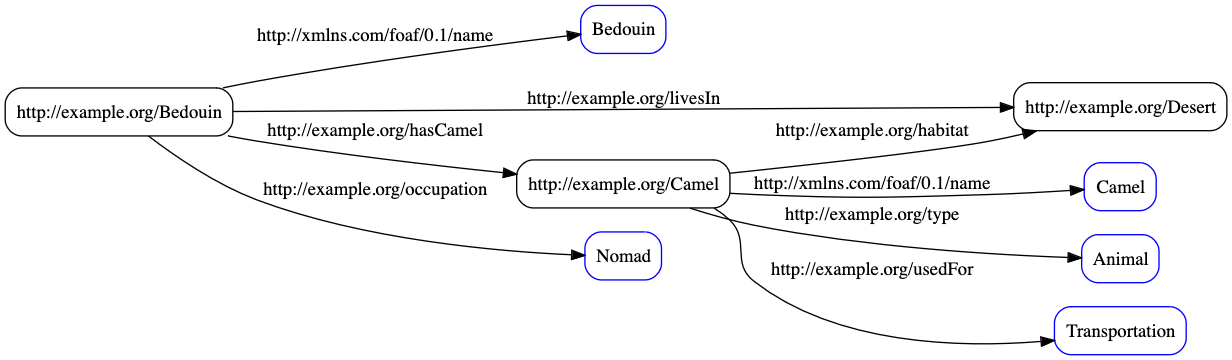 Bedouin
http://xmlns.com/foaf/0.1/name
http://example.org/livesIn
http://example.org/Bedouin
http://example.org/Desert
http://example.org/hasCamel
http://example.org/habitat
http://example.org/Camel
http://xmlns.com/foaf/0.1/name
Camel
http://example.org/occupation
http://example.org/type
Nomad
Animal
http://example.org/usedFor
Transportation